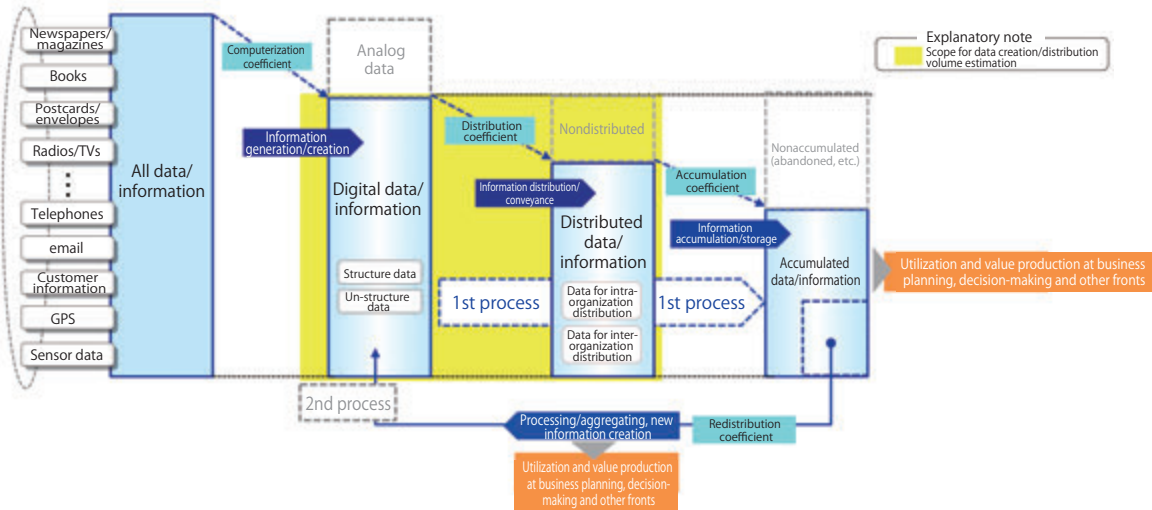 Newspapers/
magazines
Books
Postcards/
envelopes
Radios/TVs
Telephones
email
Customer
information
GPS
Sensor data
All data/
information
Computerization
coefficient
Analog
data
Information
generation/creation
Digital data/
information
Structure data
Un-structure
data
Distribution
coefficient
Nondistributed
Information distribution/
conveyance
Distributed
data/
information
1st process
Data for intra-
organization
distribution
Data for inter-
organization
distribution
1st process
Accumulation
coefficient
Nonaccumulated
(abandoned, etc.)
Information
accumulation/storage
Accumulated
data/information
Explanatory note
Scope for data creation/distribution
volume estimation
Utilization and value production at business
planning, decision-making and other fronts
2nd process
Processing/aggregating, new
information creation
Redistribution
coefficient
Utilization and value production
at business planning, decision-
making and other fronts